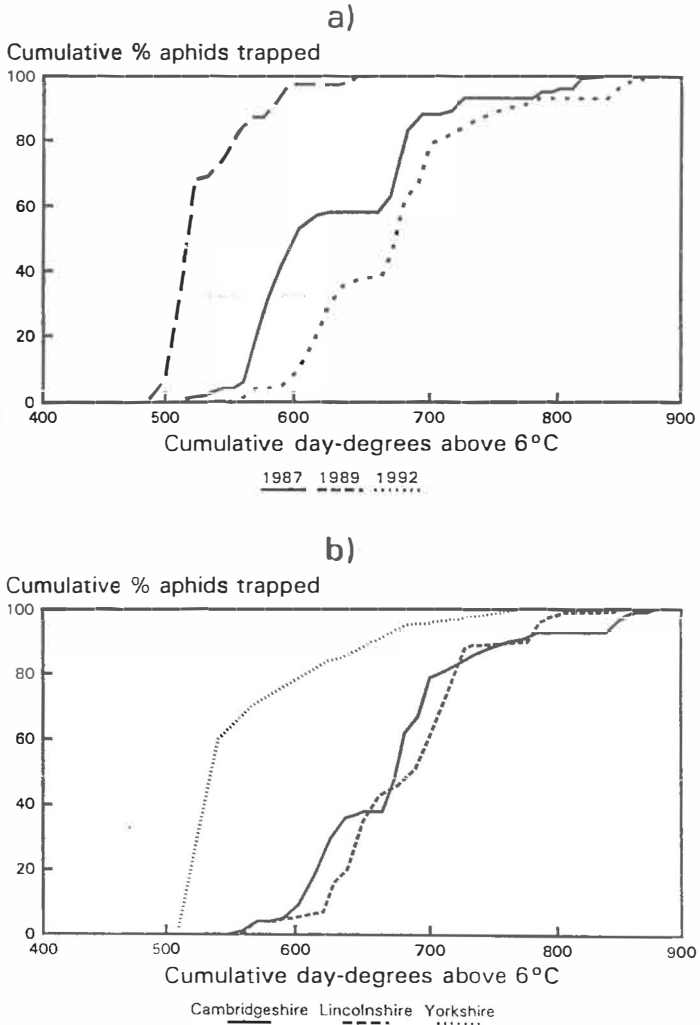 a)
Cumulative % aphids trapped
100
80
60
40
20
0
400 500 600 700 800 900
Cumulative day-degrees above 6°C
1987 1989 1992
b)
Cumulative % aphids trapped
100
80
60
40
20
0
400 500 600 700 800 900
Cumulative day-degrees above 6°C
Cambridgeshire Lincolnshire Yorkshire